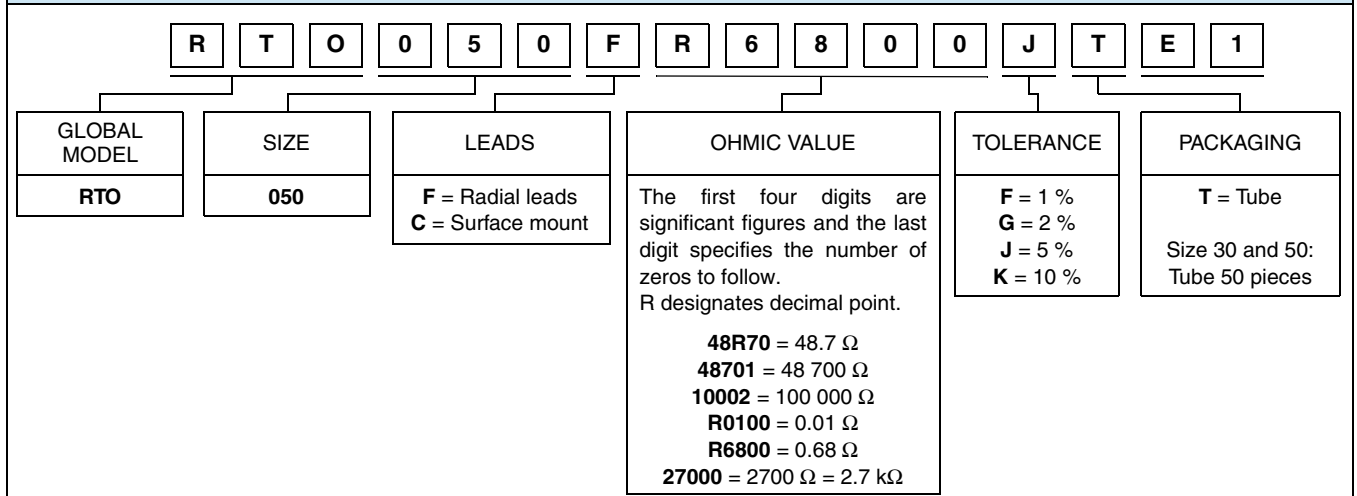 R T O 0 5 0 F R 6 8 0 0 J T E 1
GLOBAL
MODEL
RTO
SIZE
050
LEADS
F = Radial leads
C = Surface mount
OHMIC VALUE
The first four digits are
significant figures and the last
digit specifies the number of
zeros to follow.
R designates decimal point.
48R70 = 48.7 Ω
48701 = 48 700 Ω
10002 = 100 000 Ω
R0100 = 0.01 Ω
R6800 = 0.68 Ω
27000 = 2700 Ω = 2.7 kΩ
TOLERANCE
F = 1 %
G = 2 %
J = 5 %
K = 10 %
PACKAGING
T = Tube
Size 30 and 50:
Tube 50 pieces